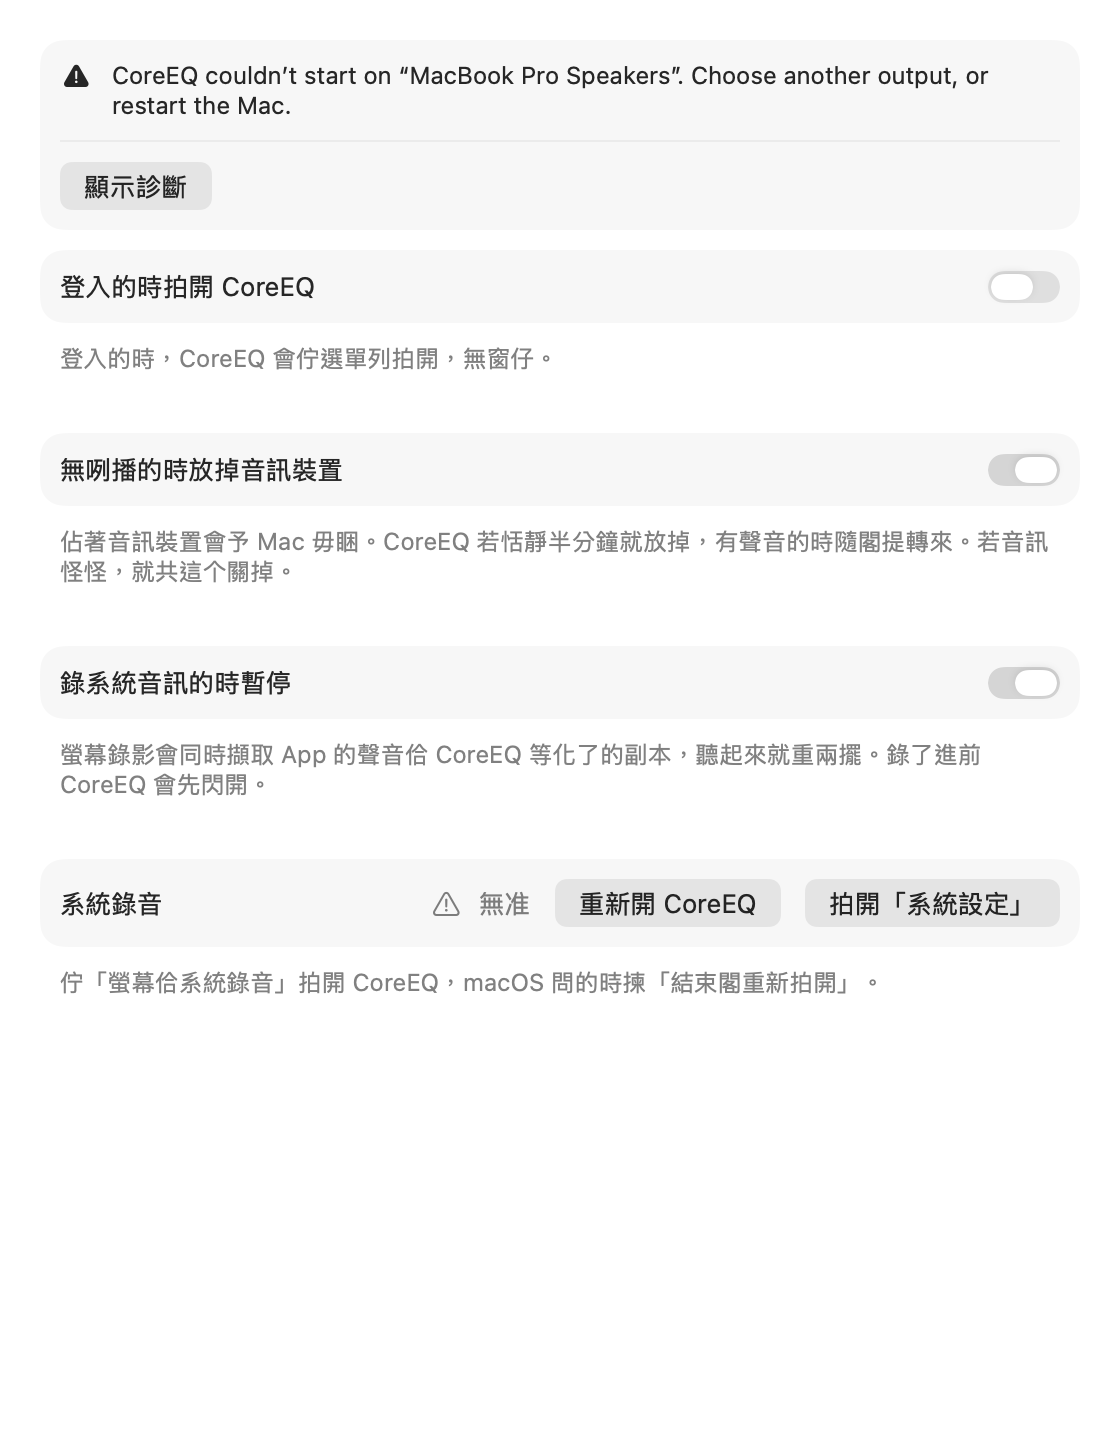 CoreEQ couldn’t start on “MacBook Pro Speakers”. Choose another output, or
restart the Mac.
顯示診斷
登入的時拍開 CoreEQ
登入的時，CoreEQ 會佇選單列拍開，無窗仔。
無咧播的時放掉音訊裝置
佔著音訊裝置會予 Mac 毋睏。CoreEQ 若恬靜半分鐘就放掉，有聲音的時隨閣提轉來。若音訊
怪怪，就共這个關掉。
錄系統音訊的時暫停
螢幕錄影會同時擷取 App 的聲音佮 CoreEQ 等化了的副本，聽起來就重兩擺。錄了進前
CoreEQ 會先閃開。
系統錄音
無准
重新開 CoreEQ
拍開「系統設定」
佇「螢幕佮系統錄音」拍開 CoreEQ，macOS 問的時揀「結束閣重新拍開」。